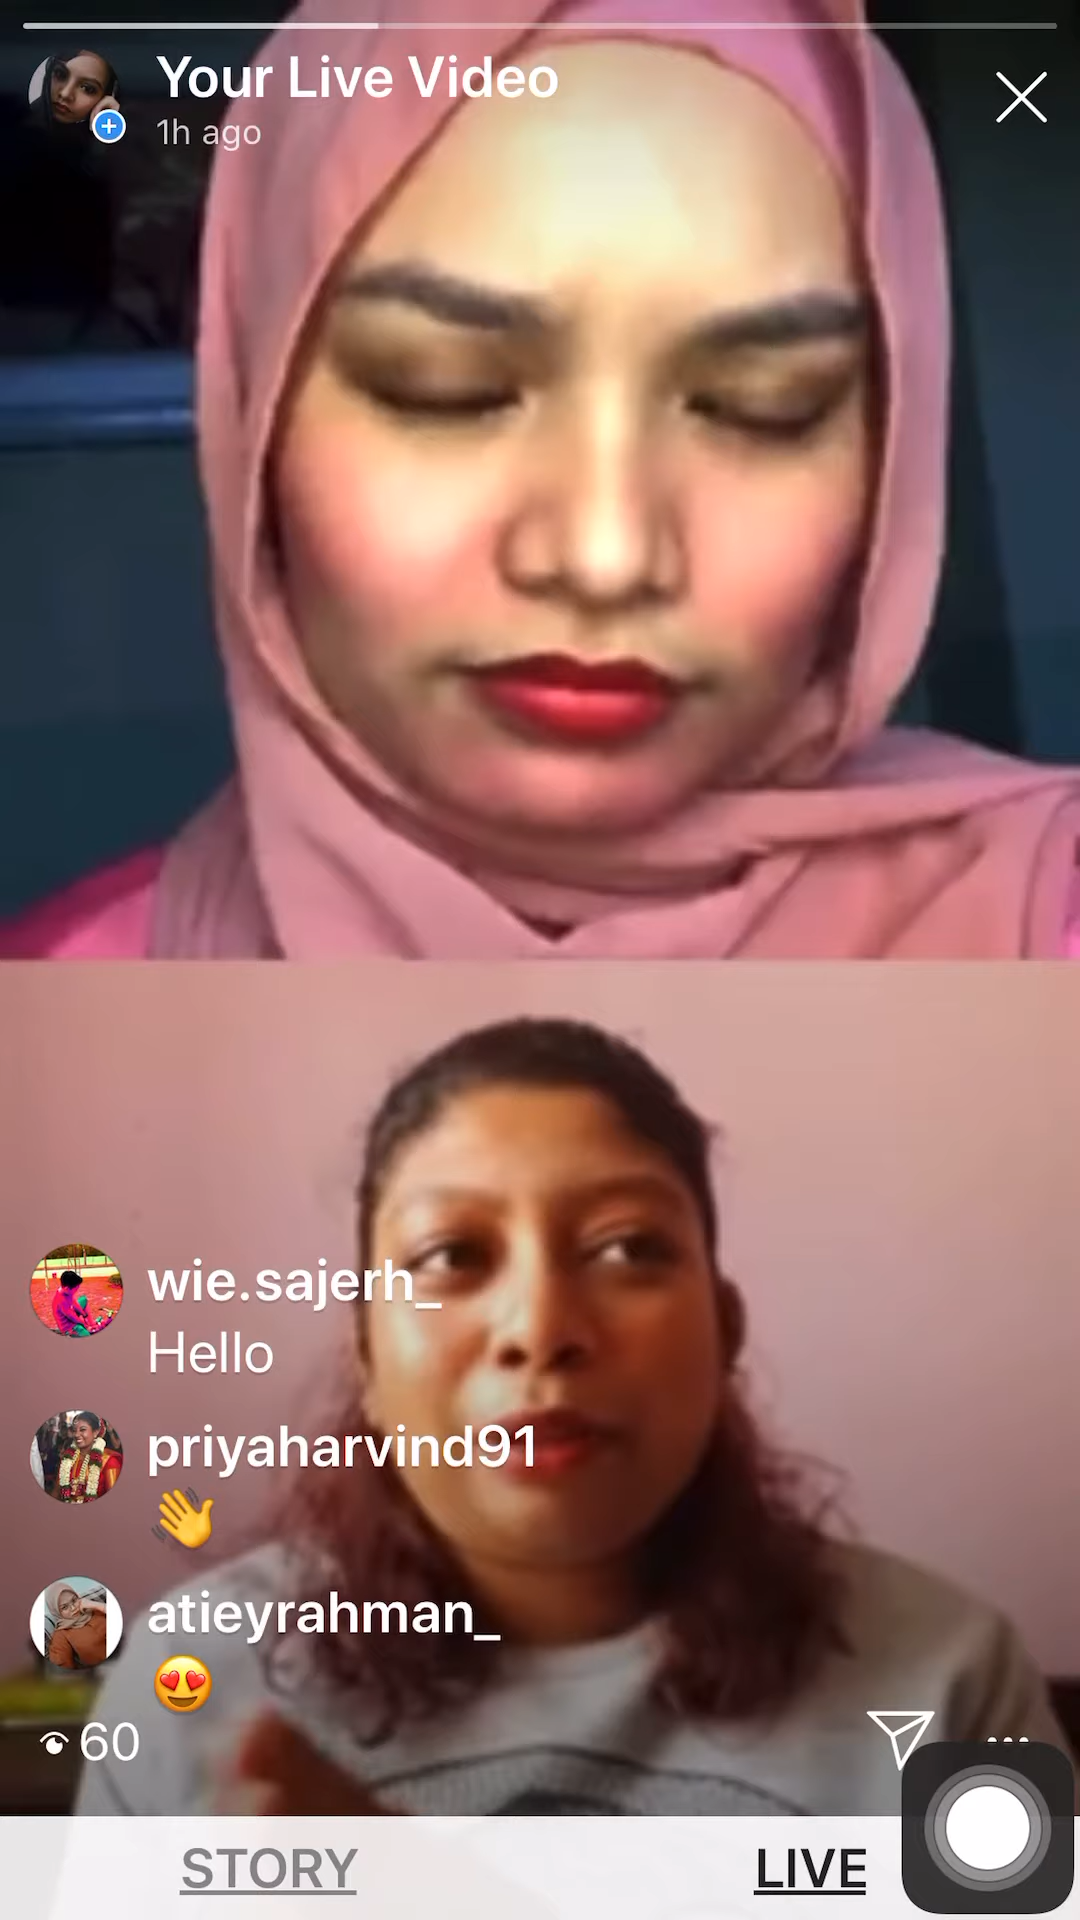 Your Live Video
1h ago
wie.sajerh_
Hello
priyaharvind91
👋
atieyrahman_
😍
60
STORY
LIVE